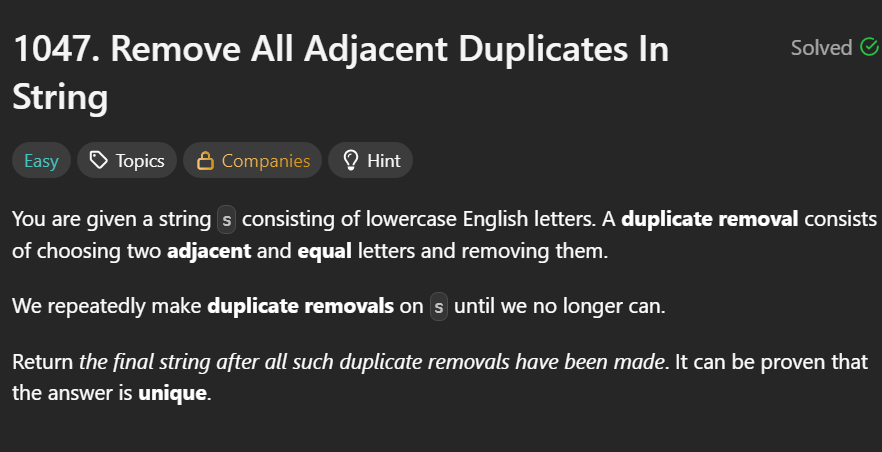 1047. Remove All Adjacent Duplicates In
String
Solved
Easy Topics Companies Hint
You are given a string s consisting of lowercase English letters. A duplicate removal consists
of choosing two adjacent and equal letters and removing them.
We repeatedly make duplicate removals on s until we no longer can.
Return the final string after all such duplicate removals have been made. It can be proven that
the answer is unique.